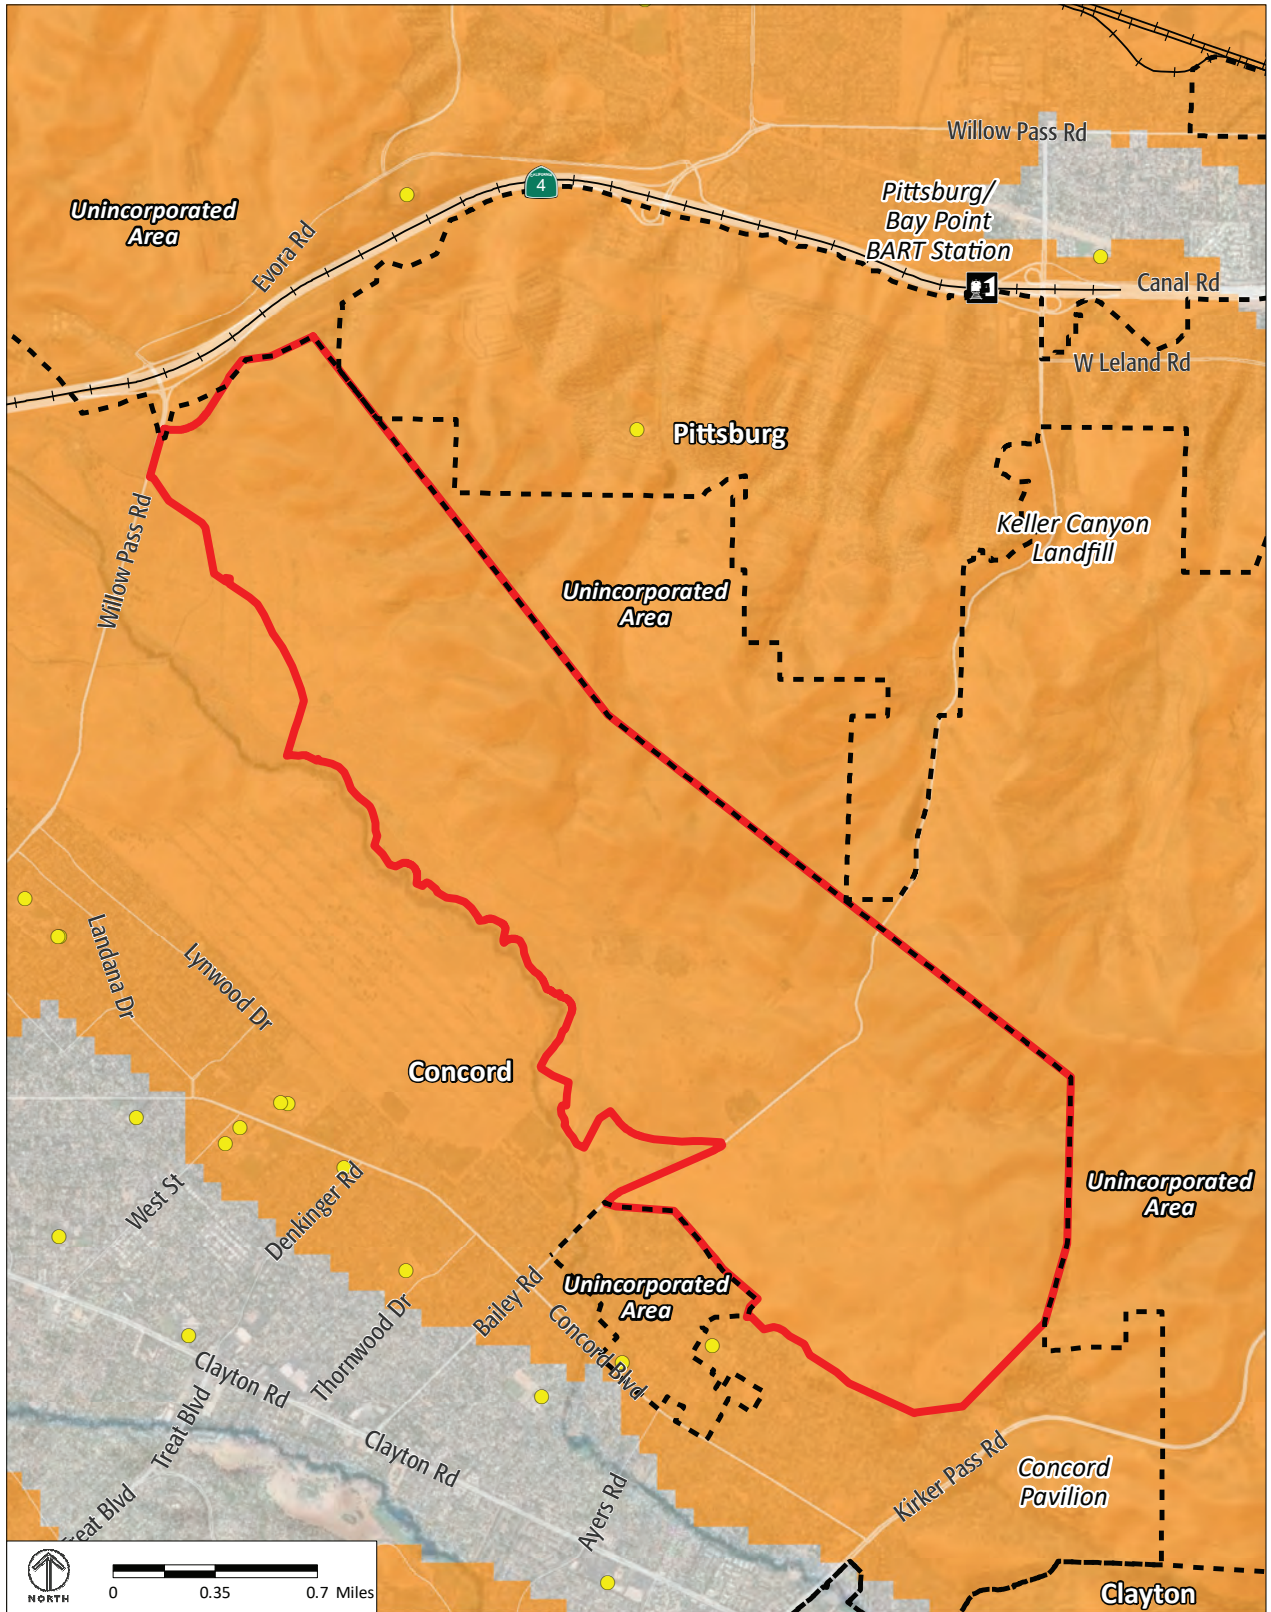 Willow Pass Rd
CALIFORNIA
4
Pittsburg/
Bay Point
BART Station
Unincorporated
Area
Evora Rd
Canal Rd
W Leland Rd
Pittsburg
Keller Canyon
Landfill
Willow Pass Rd
Unincorporated
Area
Landana Dr
Lynwood Dr
Concord
West St
Denkinger Rd
Unincorporated
Area
Unincorporated
Area
Bailey Rd
Concord Blvd
Thornwood Dr
Clayton Rd
Treat Blvd
Clayton Rd
Kirker Pass Rd
Concord
Pavilion
Treat Blvd
Ayers Rd
NORTH
0 0.35 0.7 Miles
Clayton